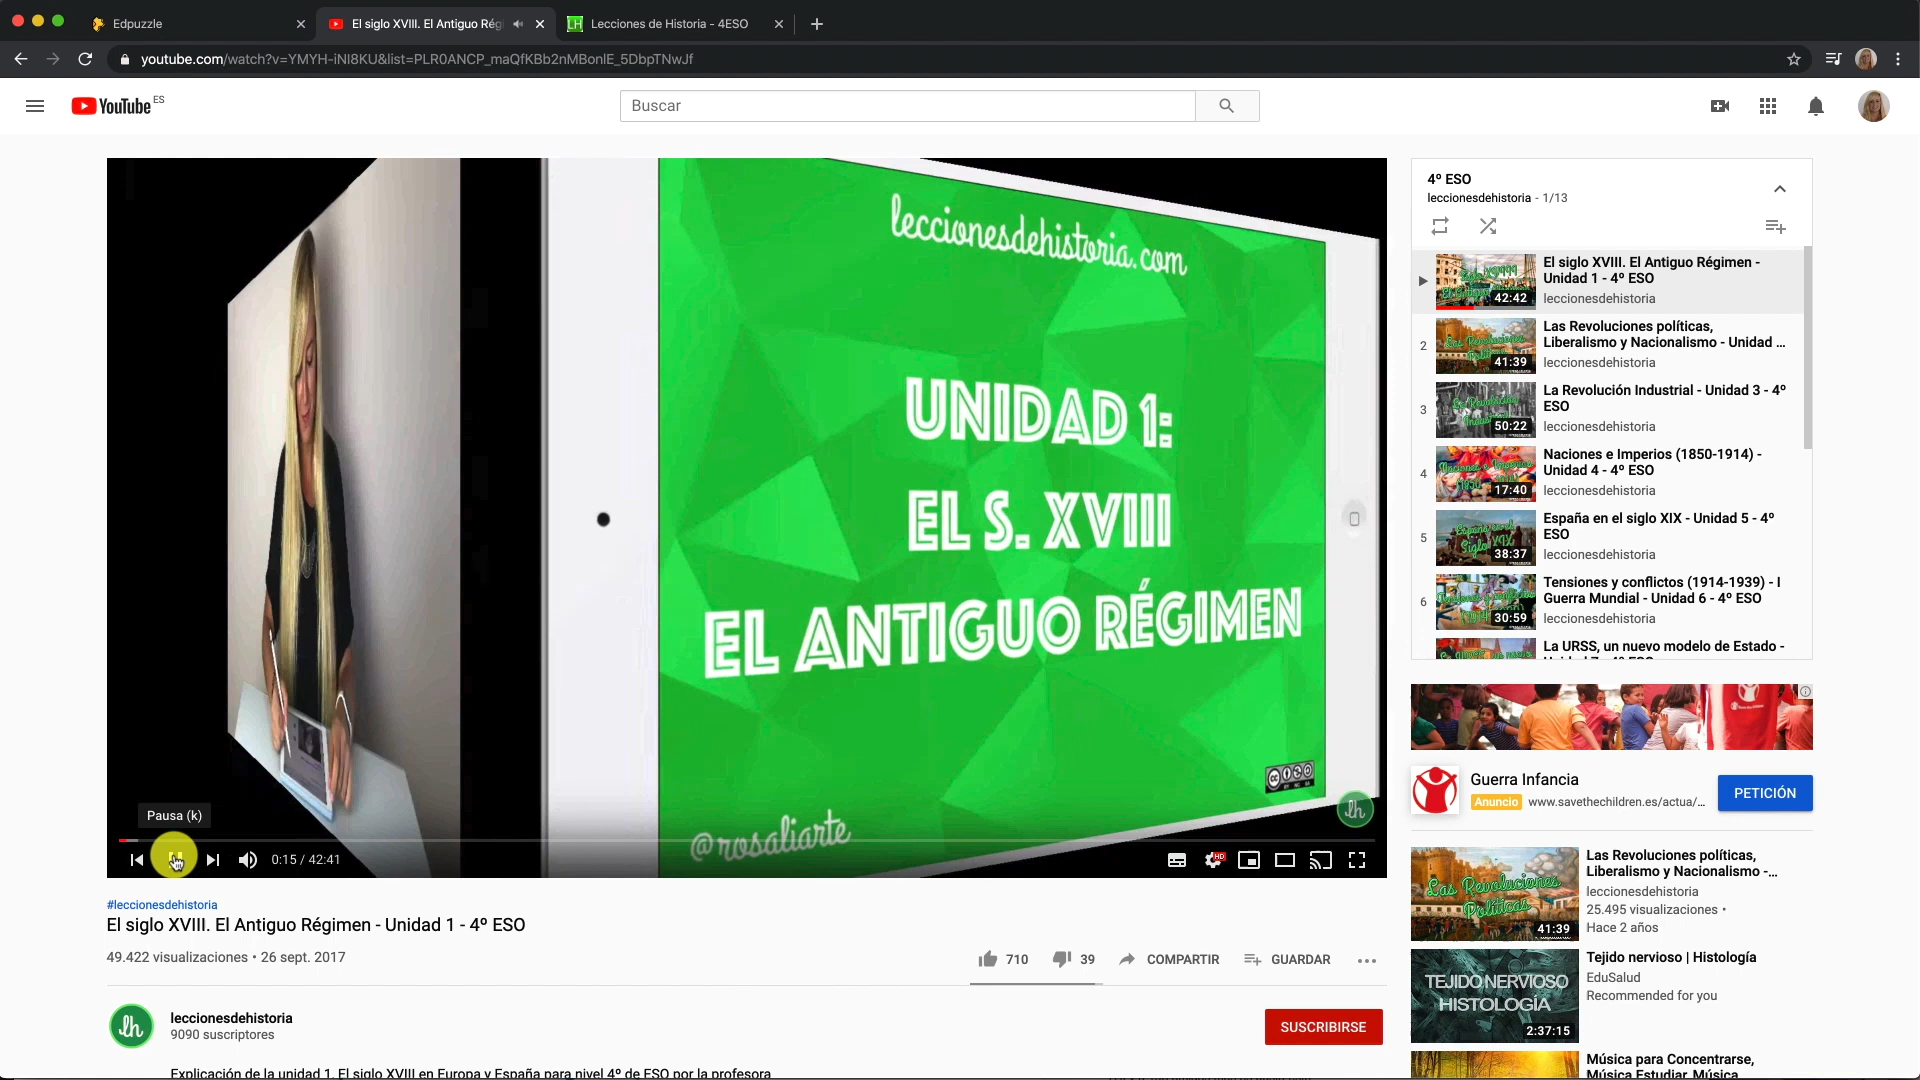 Edpuzzle
El siglo XVIII. El Antiguo Rég
Lecciones de Historia - 4ESO
youtube.com/watch?v=YMYH-iNI8KU&list=PLR0ANCP_maQfKBb2nMBonlE_5DbpTNwJf
YouTube ES
Buscar
leccionesdehistoria.com
UNIDAD 1:
EL S. XVIII
EL ANTIGUO RÉGIMEN
@rosaliarte
lh
Pausa (k)
0:15 / 42:41
HD
#leccionesdehistoria
El siglo XVIII. El Antiguo Régimen - Unidad 1 - 4º ESO
49.422 visualizaciones • 26 sept. 2017
710
39
COMPARTIR
GUARDAR
lh
leccionesdehistoria
9090 suscriptores
SUSCRIBIRSE
Explicación de la unidad 1. El siglo XVIII en Europa y España para nivel 4º de ESO por la profesora
4º ESO
leccionesdehistoria - 1/13
42:42
El siglo XVIII. El Antiguo Régimen -
Unidad 1 - 4º ESO
leccionesdehistoria
2
41:39
Las Revoluciones políticas,
Liberalismo y Nacionalismo - Unidad ...
leccionesdehistoria
3
50:22
La Revolución Industrial - Unidad 3 - 4º
ESO
leccionesdehistoria
4
17:40
Naciones e Imperios (1850-1914) -
Unidad 4 - 4º ESO
leccionesdehistoria
5
38:37
España en el siglo XIX - Unidad 5 - 4º
ESO
leccionesdehistoria
6
30:59
Tensiones y conflictos (1914-1939) - I
Guerra Mundial - Unidad 6 - 4º ESO
leccionesdehistoria
La URSS, un nuevo modelo de Estado -
Guerra Infancia
Anuncio www.savethechildren.es/actua/...
PETICIÓN
Las Revoluciones
Políticas
41:39
Las Revoluciones políticas,
Liberalismo y Nacionalismo -...
leccionesdehistoria
25.495 visualizaciones •
Hace 2 años
TEJIDO NERVIOSO
HISTOLOGÍA
2:37:15
Tejido nervioso | Histología
EduSalud
Recommended for you
Música para Concentrarse,
Música Estudiar, Música